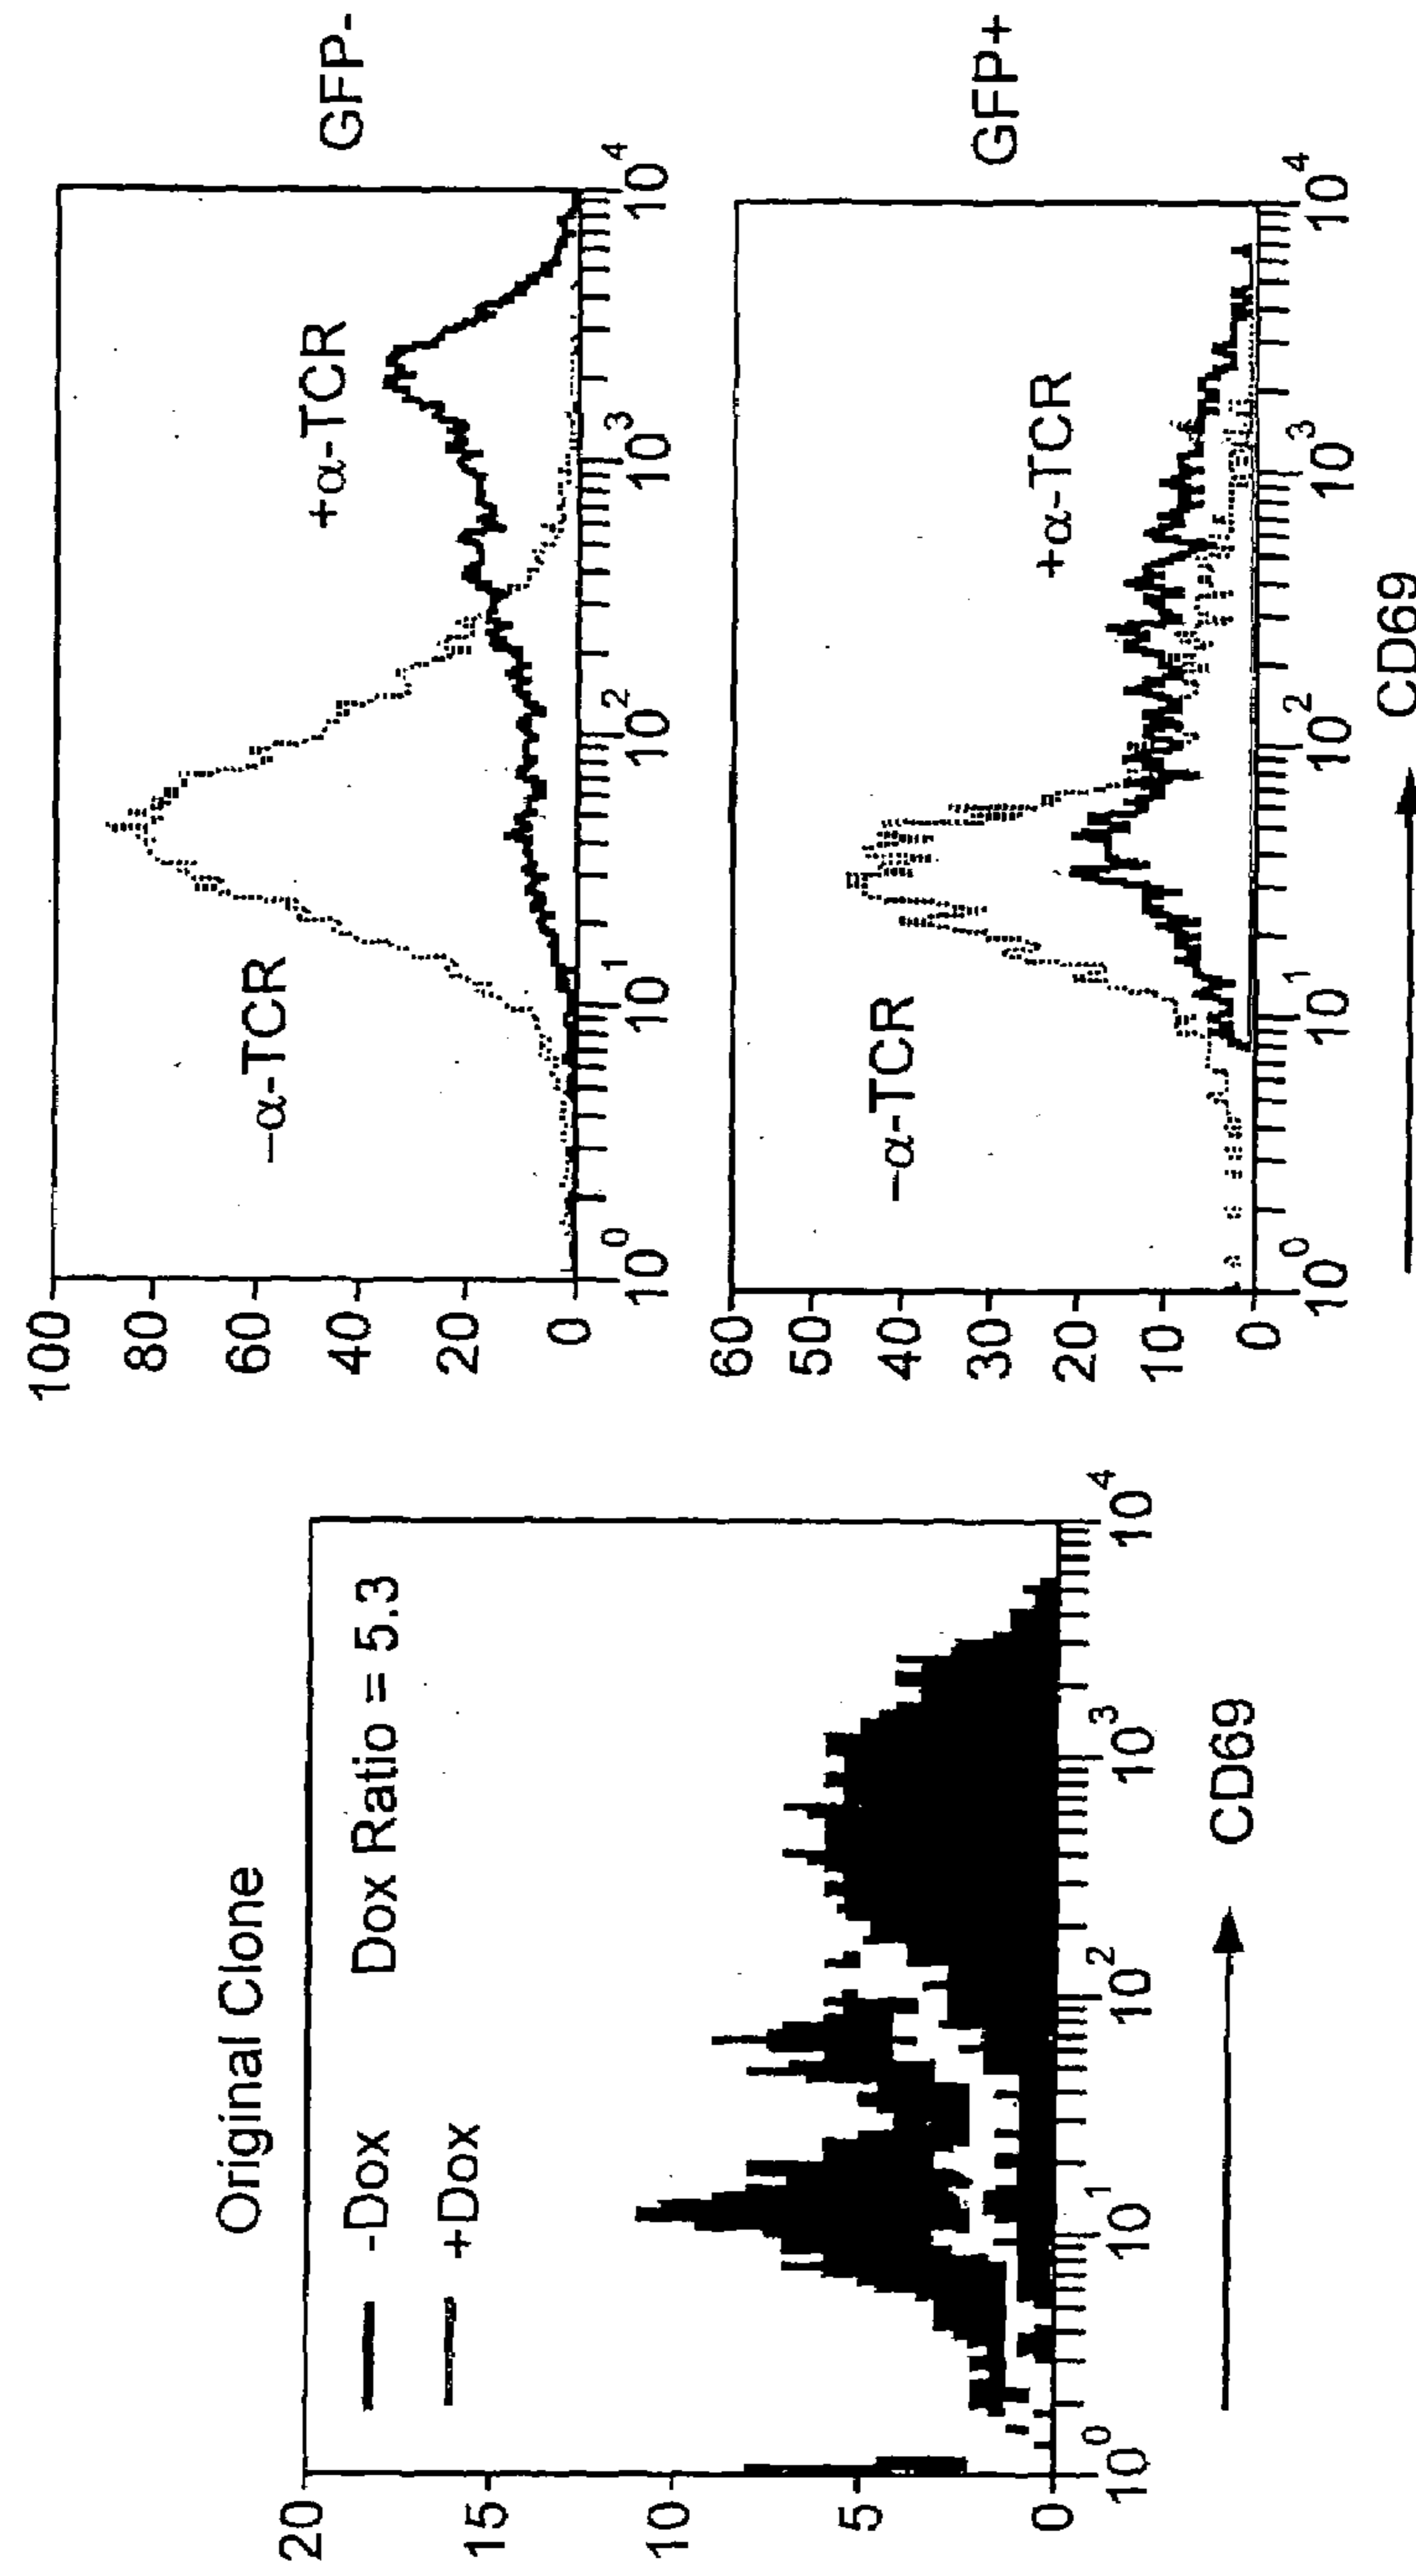 Original Clone
-Dox
+Dox
Dox Ratio = 5.3
20
15
10
5
0
10^0
10^1
10^2
10^3
10^4
CD69
100
80
60
40
20
0
–α-TCR
+α-TCR
GFP-
10^0
10^1
10^2
10^3
10^4
60
50
40
30
20
10
0
–α-TCR
+α-TCR
GFP+
10^0
10^1
10^2
10^3
10^4
CD69